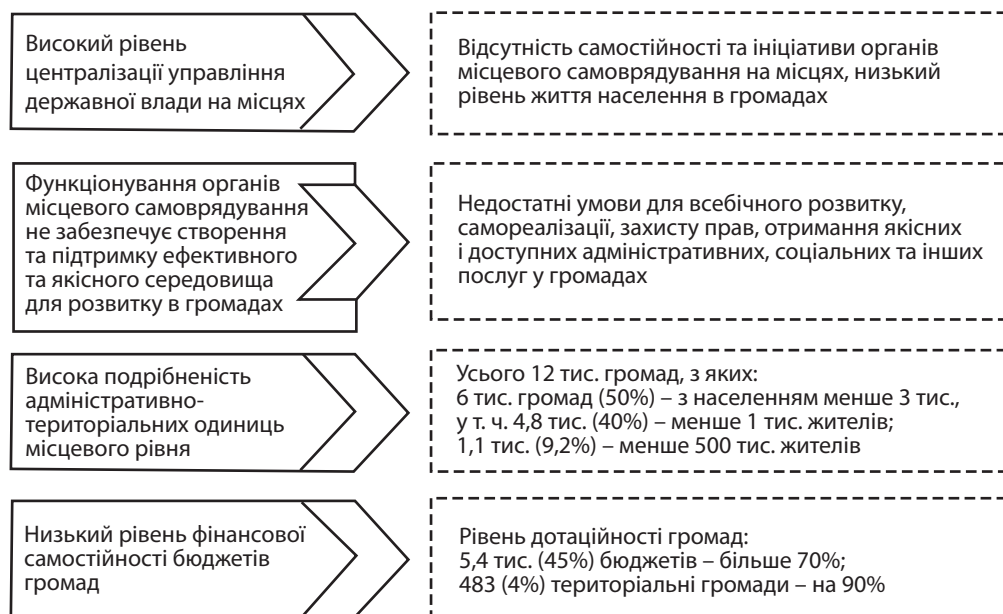 Високий рівень
централізації управління
державної влади на місцях
Відсутність самостійності та ініціативи органів
місцевого самоврядування на місцях, низький
рівень життя населення в громадах
Функціонування органів
місцевого самоврядування
не забезпечує створення
та підтримку ефективного
та якісного середовища
для розвитку в громадах
Недостатні умови для всебічного розвитку,
самореалізації, захисту прав, отримання якісних
і доступних адміністративних, соціальних та інших
послуг у громадах
Висока подрібненість
адміністративно-
територіальних одиниць
місцевого рівня
Усього 12 тис. громад, з яких:
6 тис. громад (50%) – з населенням менше 3 тис.,
у т. ч. 4,8 тис. (40%) – менше 1 тис. жителів;
1,1 тис. (9,2%) – менше 500 тис. жителів
Низький рівень фінансової
самостійності бюджетів
громад
Рівень дотаційності громад:
5,4 тис. (45%) бюджетів – більше 70%;
483 (4%) територіальні громади – на 90%